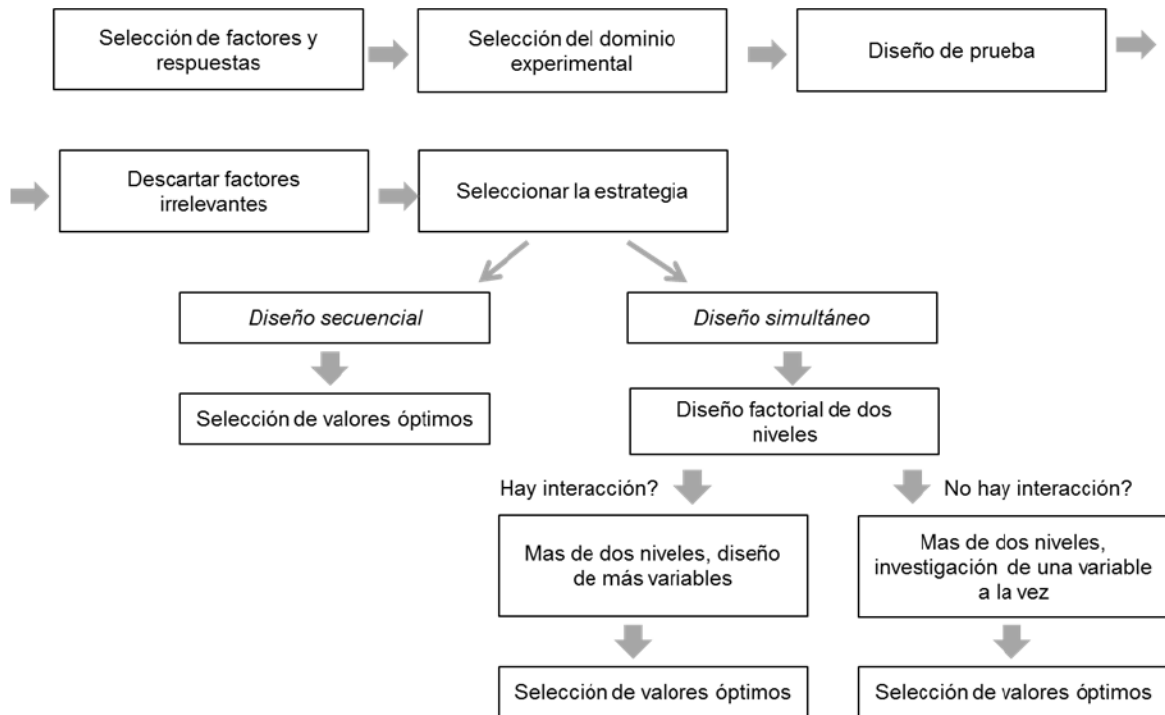 Selección de factores y
respuestas
Selección del dominio
experimental
Diseño de prueba
Descartar factores
irrelevantes
Seleccionar la estrategia
Diseño secuencial
Diseño simultáneo
Selección de valores óptimos
Diseño factorial de dos
niveles
Hay interacción?
No hay interacción?
Mas de dos niveles, diseño
de más variables
Mas de dos niveles,
investigación de una variable
a la vez
Selección de valores óptimos
Selección de valores óptimos